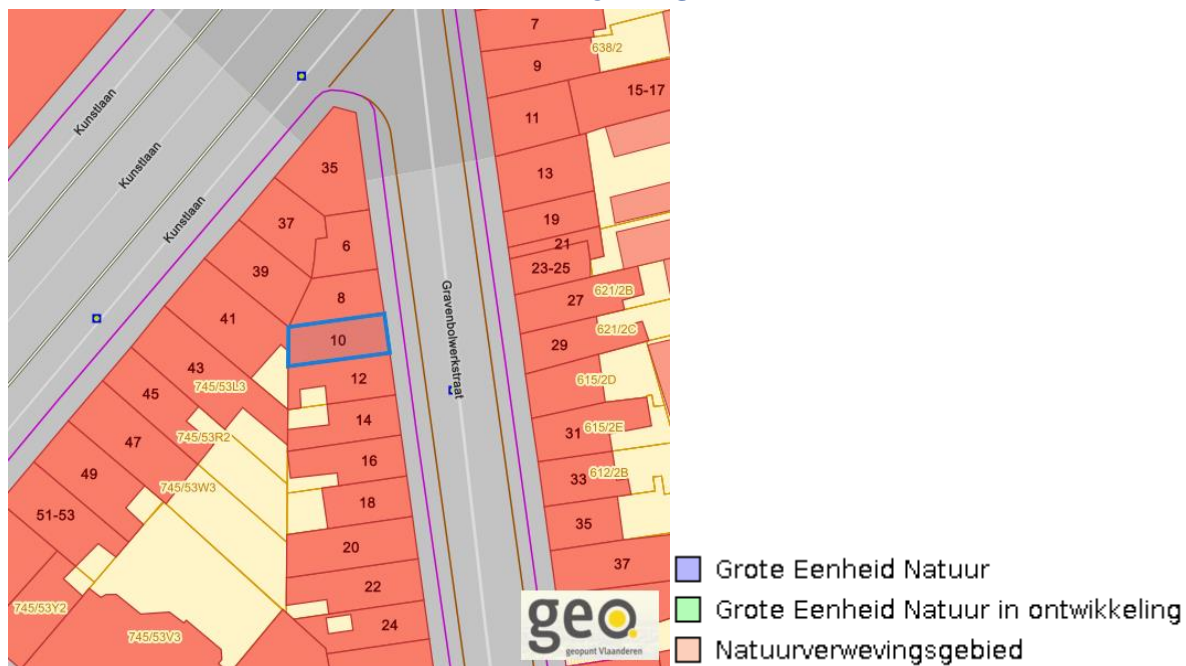 7
638/2
9
15-17
11
Kunstlaan
Kunstlaan
Kunstlaan
35
13
37
19
6
21
39
23-25
8
27
621/2B
41
Gravenbolwerkstraat
10
29
621/2C
43
12
745/53L3
615/2D
45
14
47
745/53R2
31
615/2E
49
16
745/53W3
33
612/2B
18
51-53
35
20
37
22
745/53Y2
24
745/53V3
geo
geopunt Vlaanderen
Grote Eenheid Natuur
Grote Eenheid Natuur in ontwikkeling
Natuurverwevingsgebied